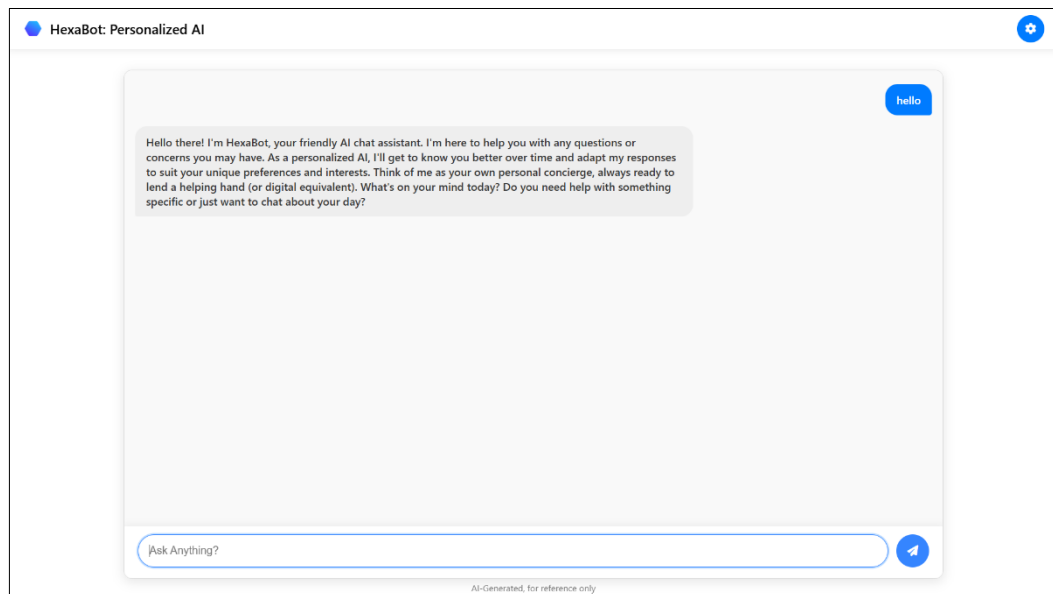 HexaBot: Personalized AI
hello
Hello there! I'm HexaBot, your friendly AI chat assistant. I'm here to help you with any questions or
concerns you may have. As a personalized AI, I'll get to know you better over time and adapt my responses
to suit your unique preferences and interests. Think of me as your own personal concierge, always ready to
lend a helping hand (or digital equivalent). What's on your mind today? Do you need help with something
specific or just want to chat about your day?
Ask Anything?
AI-Generated, for reference only